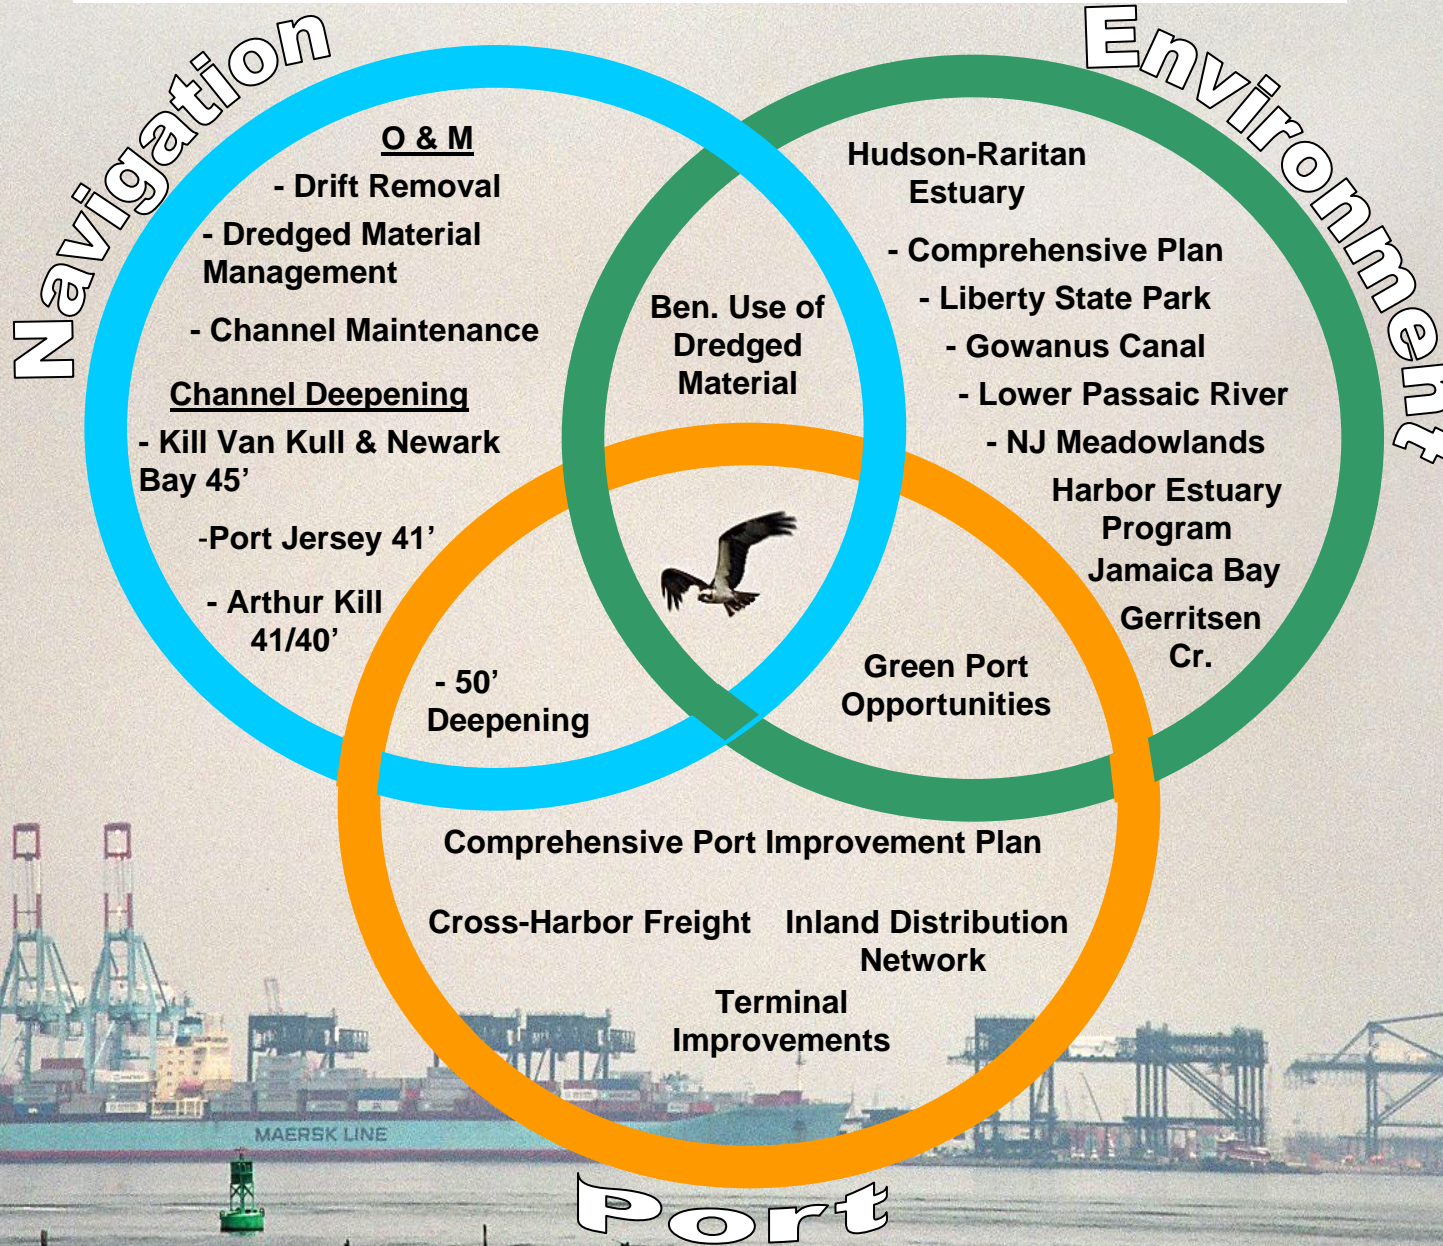 Navigation
Environment
O & M
- Drift Removal
- Dredged Material
Management
- Channel Maintenance
Channel Deepening
- Kill Van Kull & Newark
Bay 45’
-Port Jersey 41’
- Arthur Kill
41/40’
Ben. Use of
Dredged
Material
Hudson-Raritan
Estuary
- Comprehensive Plan
- Liberty State Park
- Gowanus Canal
- Lower Passaic River
- NJ Meadowlands
Harbor Estuary
Program
Jamaica Bay
Gerritsen
Cr.
- 50’
Deepening
Green Port
Opportunities
Comprehensive Port Improvement Plan
Cross-Harbor Freight
Inland Distribution
Network
Terminal
Improvements
MAERSK LINE
Port